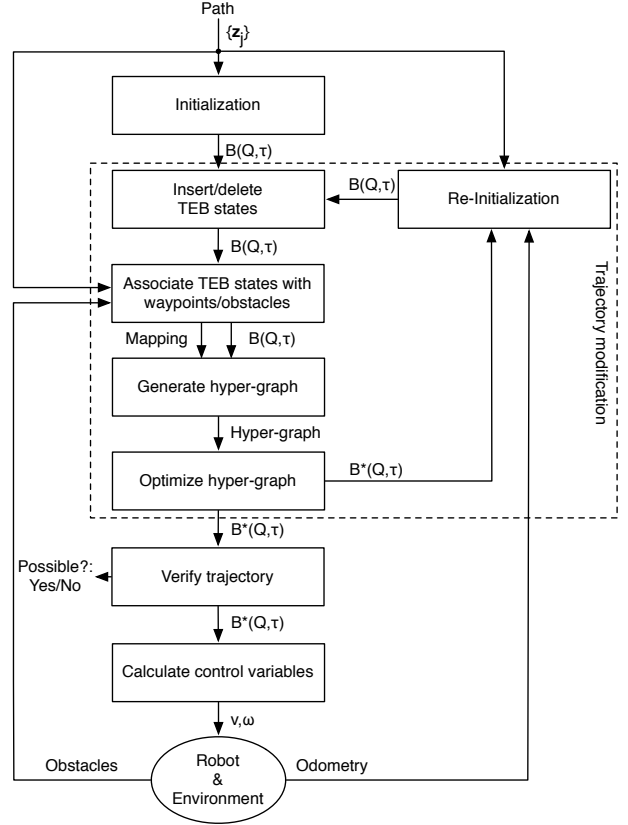 Path
{zj}
Initialization
B(Q,τ)
Insert/delete
TEB states
B(Q,τ)
Re-Initialization
B(Q,τ)
Associate TEB states with
waypoints/obstacles
Trajectory modification
Mapping
B(Q,τ)
Generate hyper-graph
Hyper-graph
Optimize hyper-graph
B*(Q,τ)
B*(Q,τ)
Possible?:
Yes/No
Verify trajectory
B*(Q,τ)
Calculate control variables
v,ω
Obstacles
Robot
&
Environment
Odometry